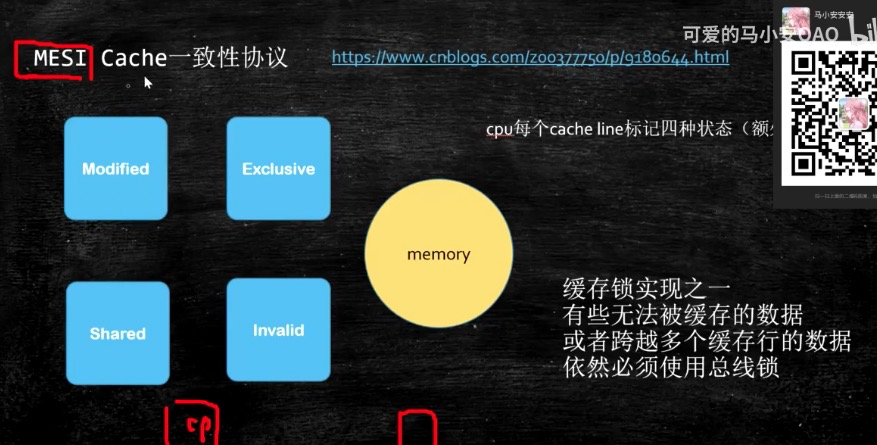 可爱的马小安QAQ
马小安安安
MESI Cache一致性协议
https://www.cnblogs.com/z00377750/p/9180644.html
cpu每个cache line标记四种状态（额
Modified
Exclusive
memory
Shared
Invalid
缓存锁实现之一
有些无法被缓存的数据
或者跨越多个缓存行的数据
依然必须使用总线锁
cp